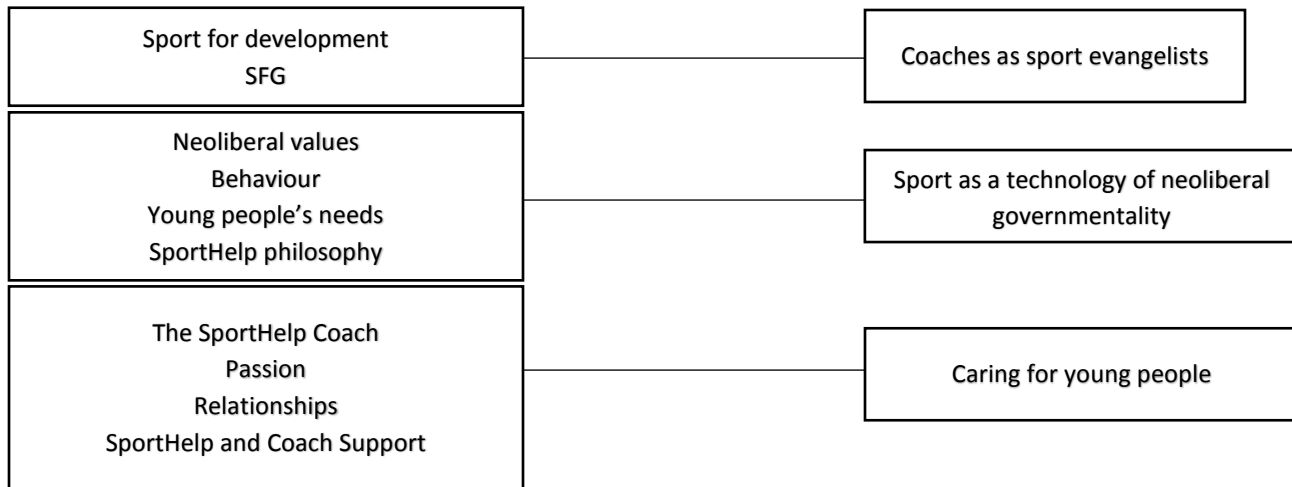 Sport for development
SFG
Coaches as sport evangelists
Neoliberal values
Behaviour
Young people’s needs
SportHelp philosophy
Sport as a technology of neoliberal
governmentality
The SportHelp Coach
Passion
Relationships
SportHelp and Coach Support
Caring for young people